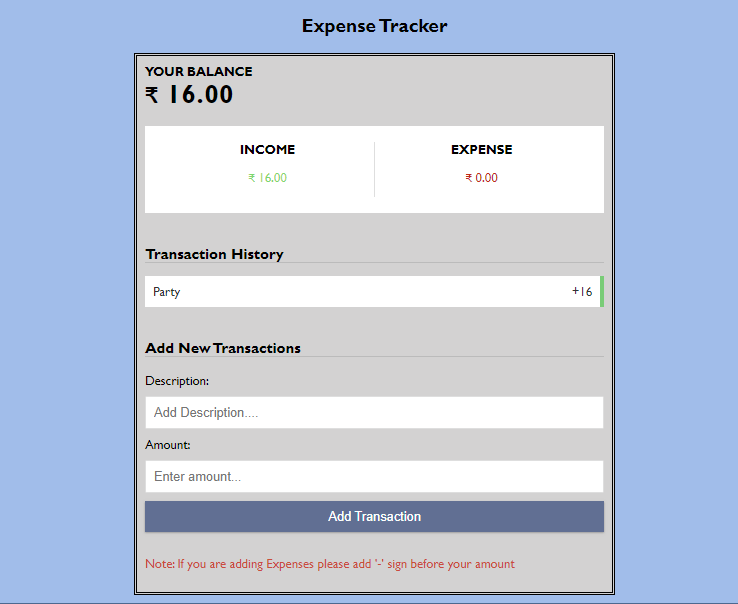 Expense Tracker
YOUR BALANCE
₹ 16.00
INCOME
EXPENSE
₹ 16.00
₹ 0.00
Transaction History
Party +16
Add New Transactions
Description:
Add Description....
Amount:
Enter amount...
Add Transaction
Note: If you are adding Expenses please add '-' sign before your amount